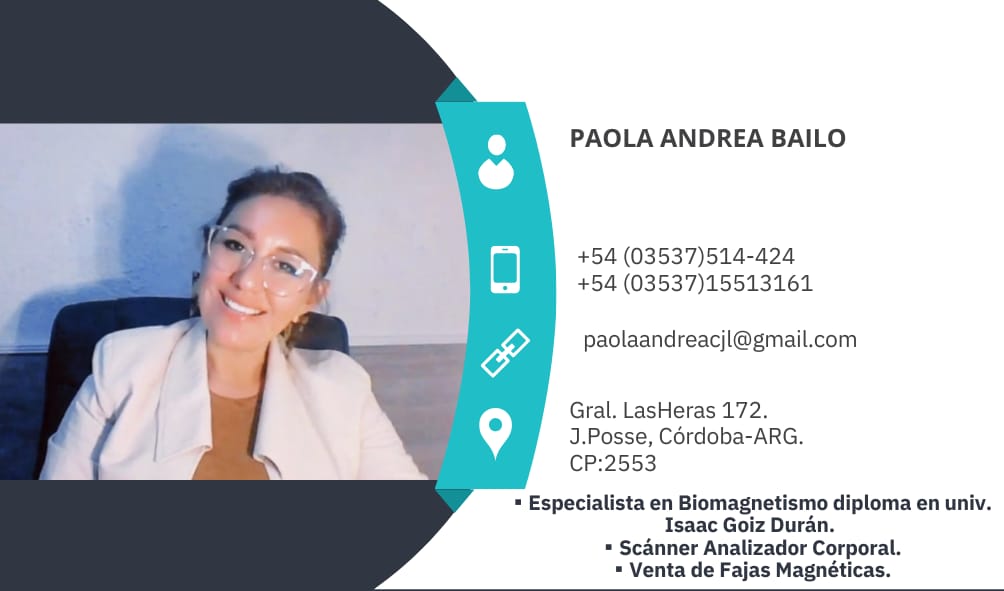 PAOLA ANDREA BAILO
+54 (03537)514-424
+54 (03537)15513161
paolaandreacjl@gmail.com
Gral. LasHeras 172.
J.Posse, Córdoba-ARG.
CP:2553
▪ Especialista en Biomagnetismo diploma en univ.
Isaac Goiz Durán.
▪ Scánner Analizador Corporal.
▪ Venta de Fajas Magnéticas.